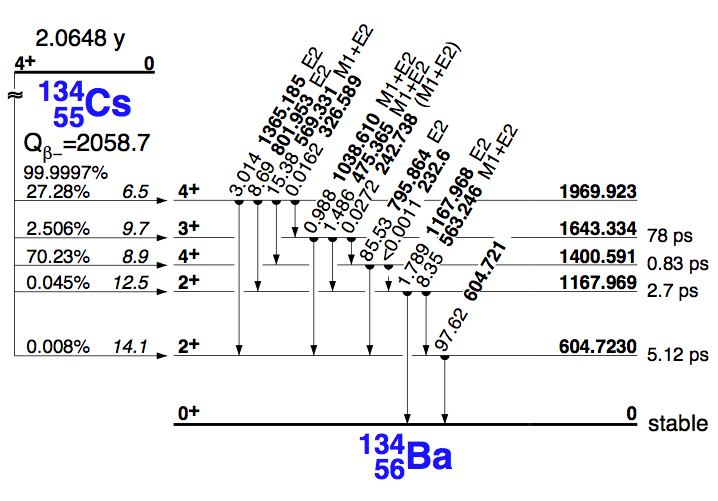 2.0648 y
4+ 0
134
55Cs
Qβ−=2058.7
99.9997%
3.014 1365.185 E2
8.69 801.953 E2
15.38 569.331 M1+E2
0.0162 326.589
0.988 1038.610 M1+E2
1.486 475.365 M1+E2
0.0272 242.738 (M1+E2)
85.53 795.864 E2
<0.0011 232.6
1.789 1167.968 E2
8.35 563.246 M1+E2
97.62 604.721
27.28% 6.5 4+ 1969.923
2.506% 9.7 3+ 1643.334 78 ps
70.23% 8.9 4+ 1400.591 0.83 ps
0.045% 12.5 2+ 1167.969 2.7 ps
0.008% 14.1 2+ 604.7230 5.12 ps
0+ 0 stable
134
56Ba